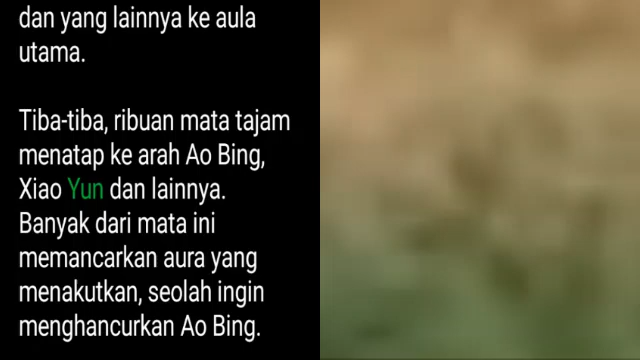 dan yang lainnya ke aula
utama.
Tiba-tiba, ribuan mata tajam
menatap ke arah Ao Bing,
Xiao Yun dan lainnya.
Banyak dari mata ini
memancarkan aura yang
menakutkan, seolah ingin
menghancurkan Ao Bing.